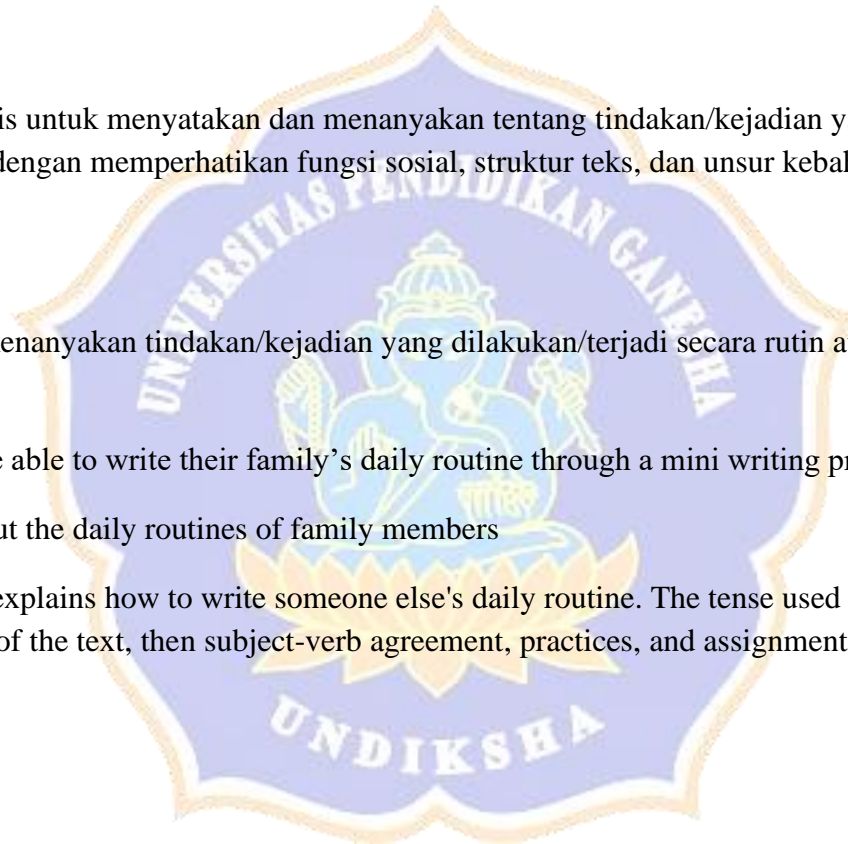 is untuk menyatakan dan menanyakan tentang tindakan/kejadian y
dengan memperhatikan fungsi sosial, struktur teks, dan unsur kebah
UNIVERSITAS PENDIDIKAN GANESHA
enanyakan tindakan/kejadian yang dilakukan/terjadi secara rutin a
e able to write their family’s daily routine through a mini writing pr
ut the daily routines of family members
explains how to write someone else's daily routine. The tense used
of the text, then subject-verb agreement, practices, and assignment
UNDIKSHA